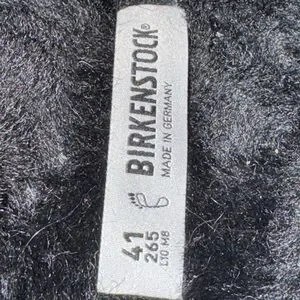 BIRKENSTOCK®
MADE IN GERMANY
41
265
L10 M8